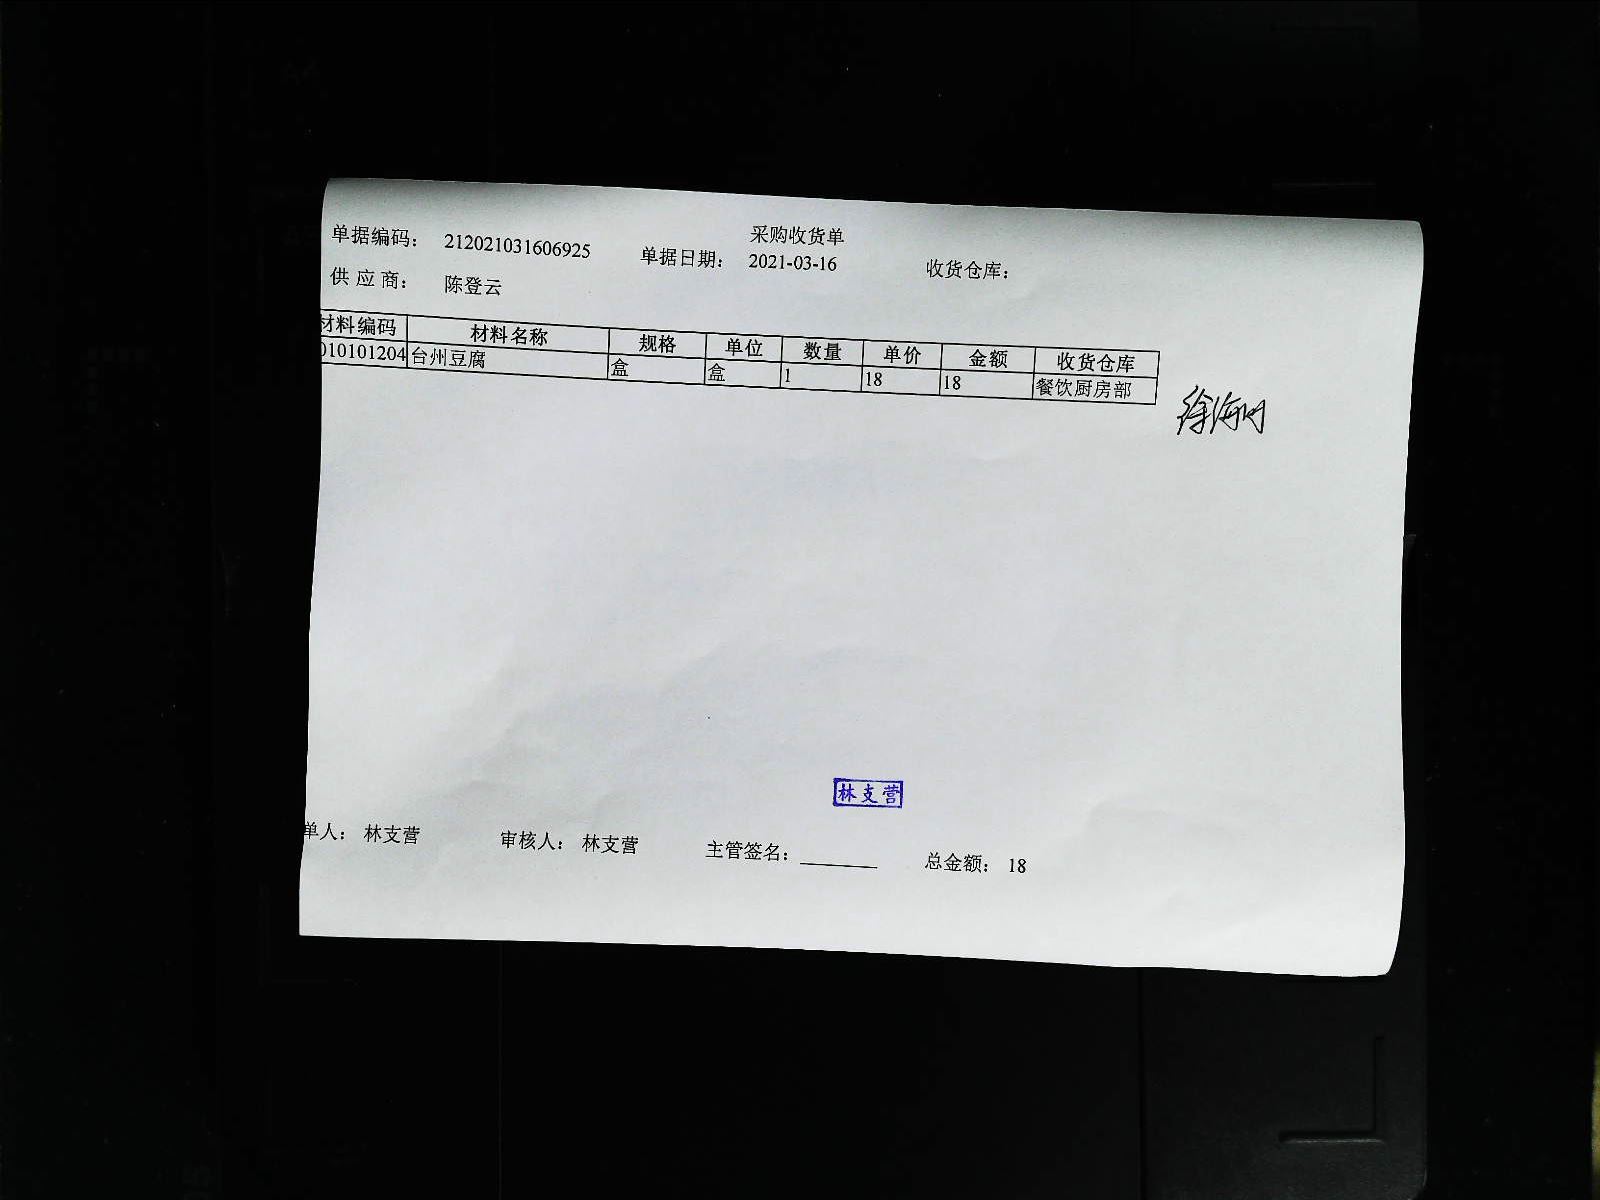 采购收货单
单据编码： 212021031606925 单据日期： 2021-03-16 收货仓库：
供应商： 陈登云
材料编码 材料名称 规格 单位 数量 单价 金额 收货仓库
010101204 台州豆腐 盒 盒 1 18 18 餐饮厨房部
林支营
单人： 林支营 审核人： 林支营 主管签名： 总金额： 18